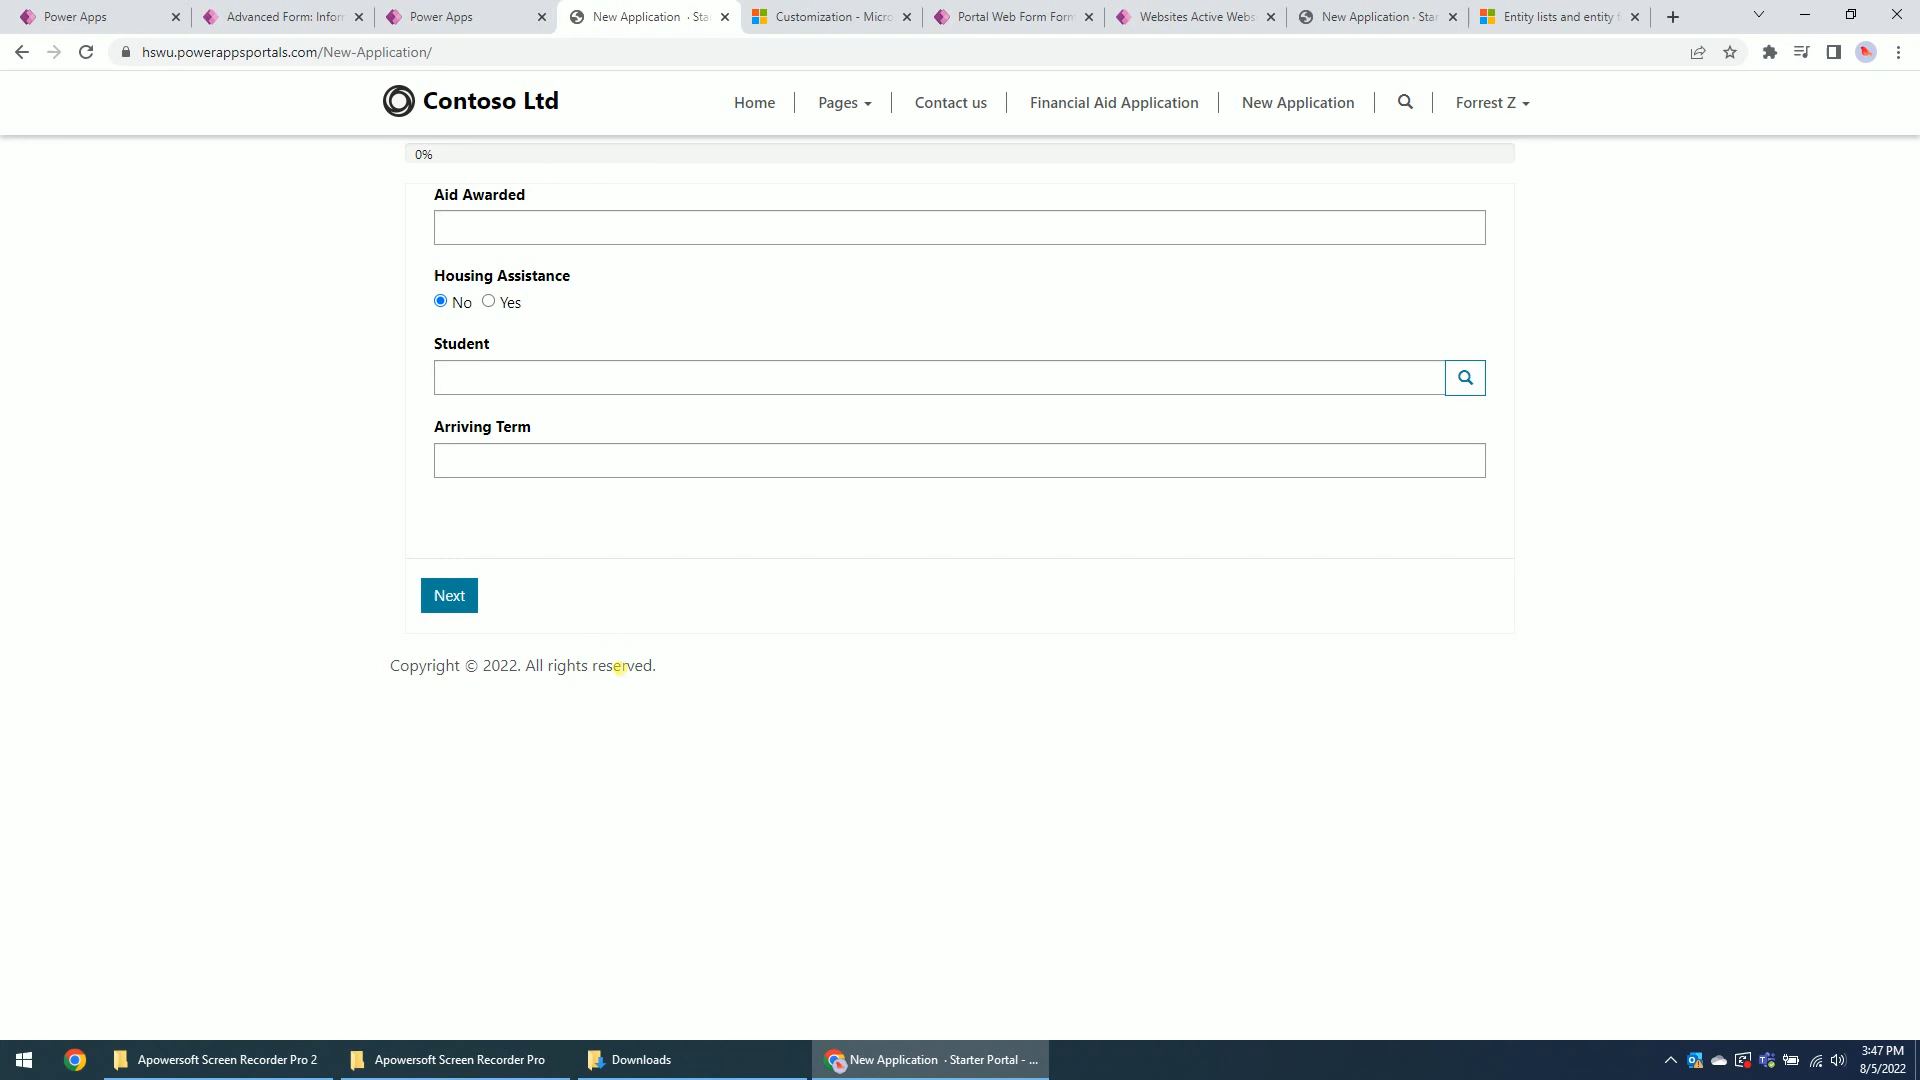 Power Apps
Advanced Form: Inforr
Power Apps
New Application · Sta
Customization - Micro
Portal Web Form Form
Websites Active Webs
New Application · Star
Entity lists and entity f
hswu.powerappsportals.com/New-Application/
Contoso Ltd
Home
Pages
Contact us
Financial Aid Application
New Application
Forrest Z
0%
Aid Awarded
Housing Assistance
No Yes
Student
Arriving Term
Next
Copyright © 2022. All rights reserved.
Apowersoft Screen Recorder Pro 2
Apowersoft Screen Recorder Pro
Downloads
New Application · Starter Portal - ...
3:47 PM
8/5/2022